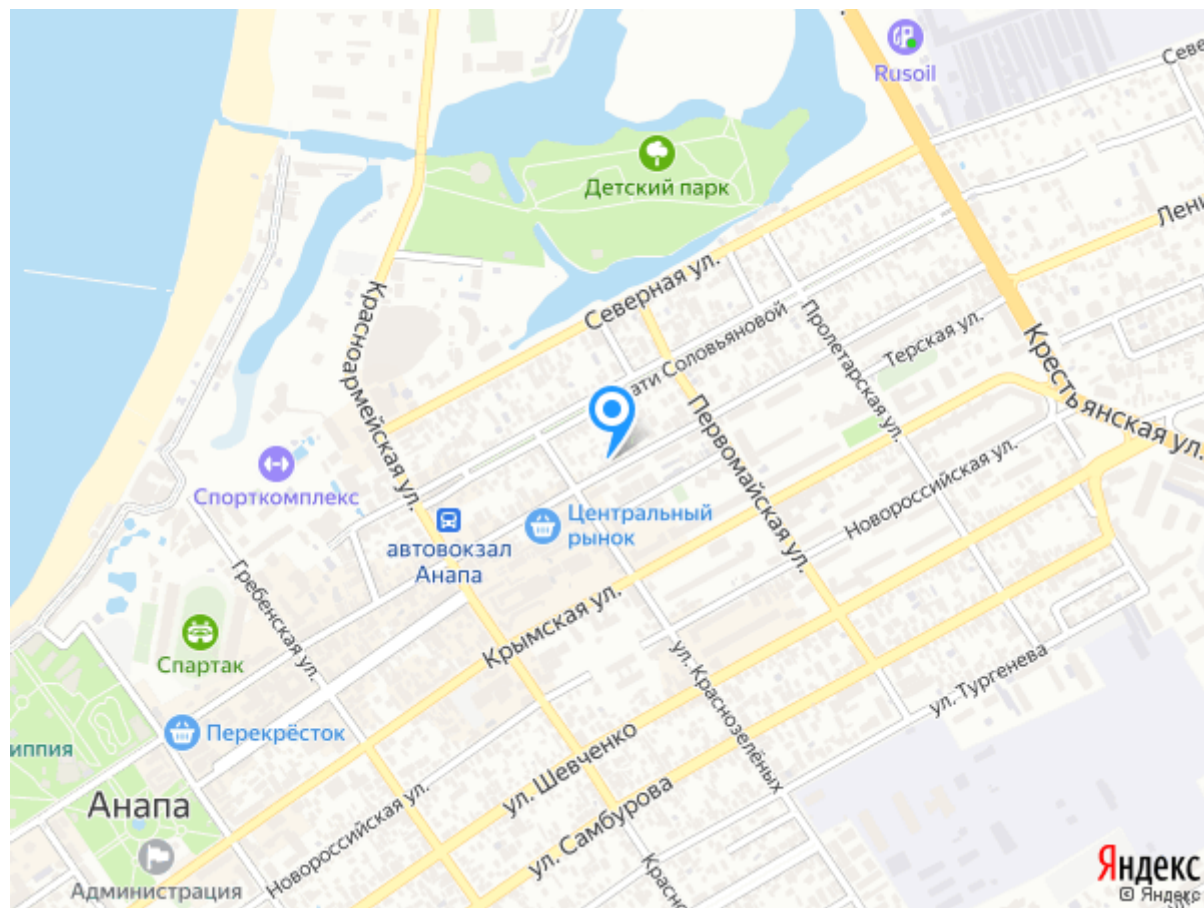 Rusoil
Детский парк
Красноармейская ул.
Северная ул.
Крестьянская ул.
Пролетарская ул.
Терская ул.
ати Соловьяновой
Первомайская ул.
Новороссийская ул.
Спорткомплекс
автовокзал
Анапа
Центральный
рынок
Гребенская ул.
Спартак
Крымская ул.
ул. Краснозелёных
ул. Тургенева
иппия
Перекрёсток
ул. Шевченко
ул. Самбурова
Анапа
Новороссийская ул.
Администрация
Яндекс
© Яндекс